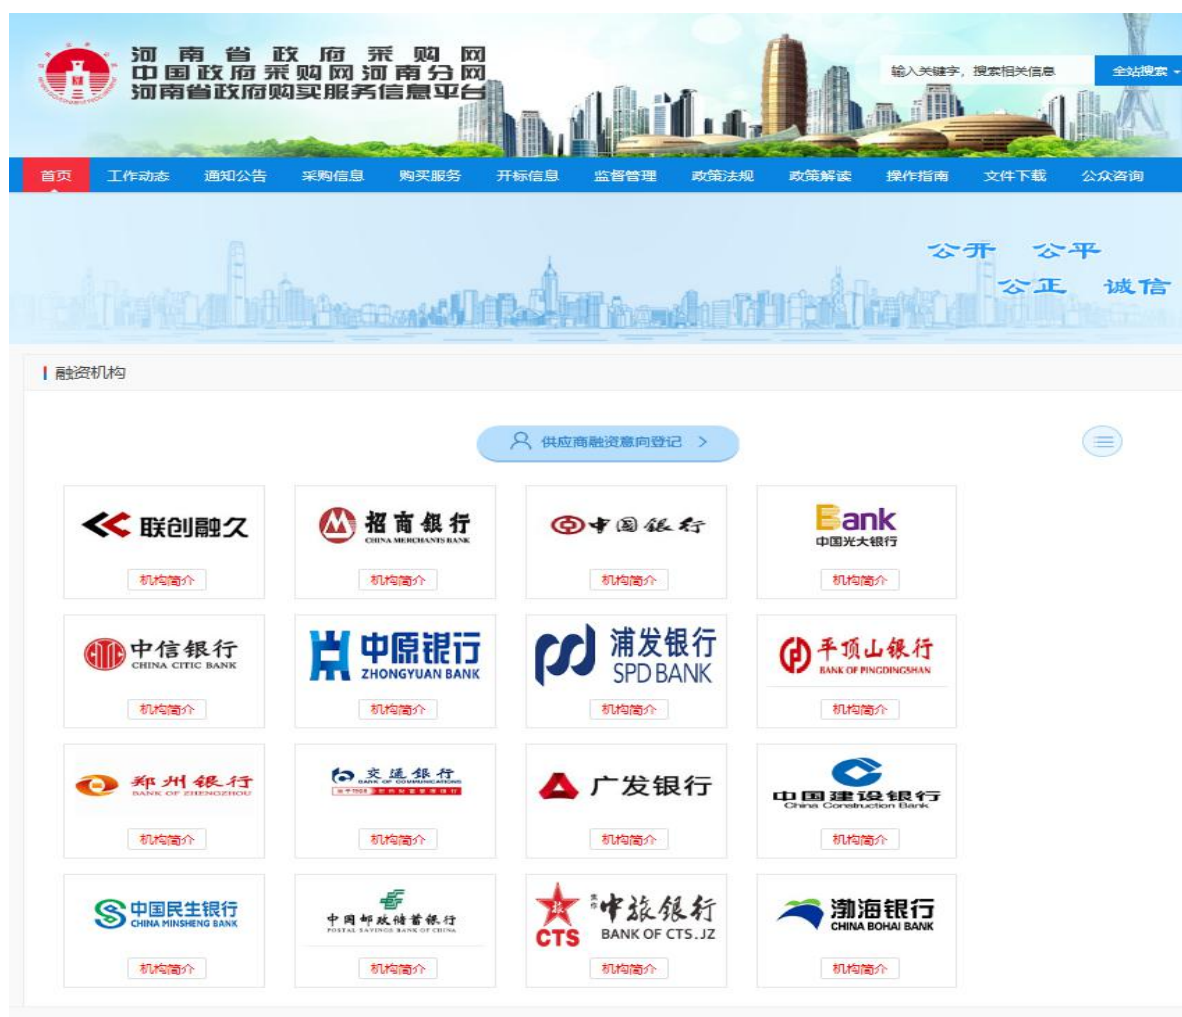 河南省政府采购网
中国政府采购网河南分网
河南省政府购买服务信息平台
输入关键字，搜索相关信息 全站搜索
首页 工作动态 通知公告 采购信息 购买服务 开标信息 监督管理 政策法规 政策解读 操作指南 文件下载 公众咨询
公开 公平
公正 诚信
融资机构
供应商融资意向登记 >
联创融久
机构简介
招商银行
CHINA MERCHANTS BANK
机构简介
中国银行
机构简介
Bank
中国光大银行
机构简介
中信银行
CHINA CITIC BANK
机构简介
中原银行
ZHONGYUAN BANK
机构简介
浦发银行
SPD BANK
机构简介
平顶山银行
BANK OF PINGDINGSHAN
机构简介
郑州银行
BANK OF ZHENGZHOU
机构简介
交通银行
BANK OF COMMUNICATIONS
机构简介
广发银行
机构简介
中国建设银行
China Construction Bank
机构简介
中国民生银行
CHINA MINSHENG BANK
机构简介
中国邮政储蓄银行
POSTAL SAVINGS BANK OF CHINA
机构简介
焦作中旅银行
CTS BANK OF CTS.JZ
机构简介
渤海银行
CHINA BOHAI BANK
机构简介